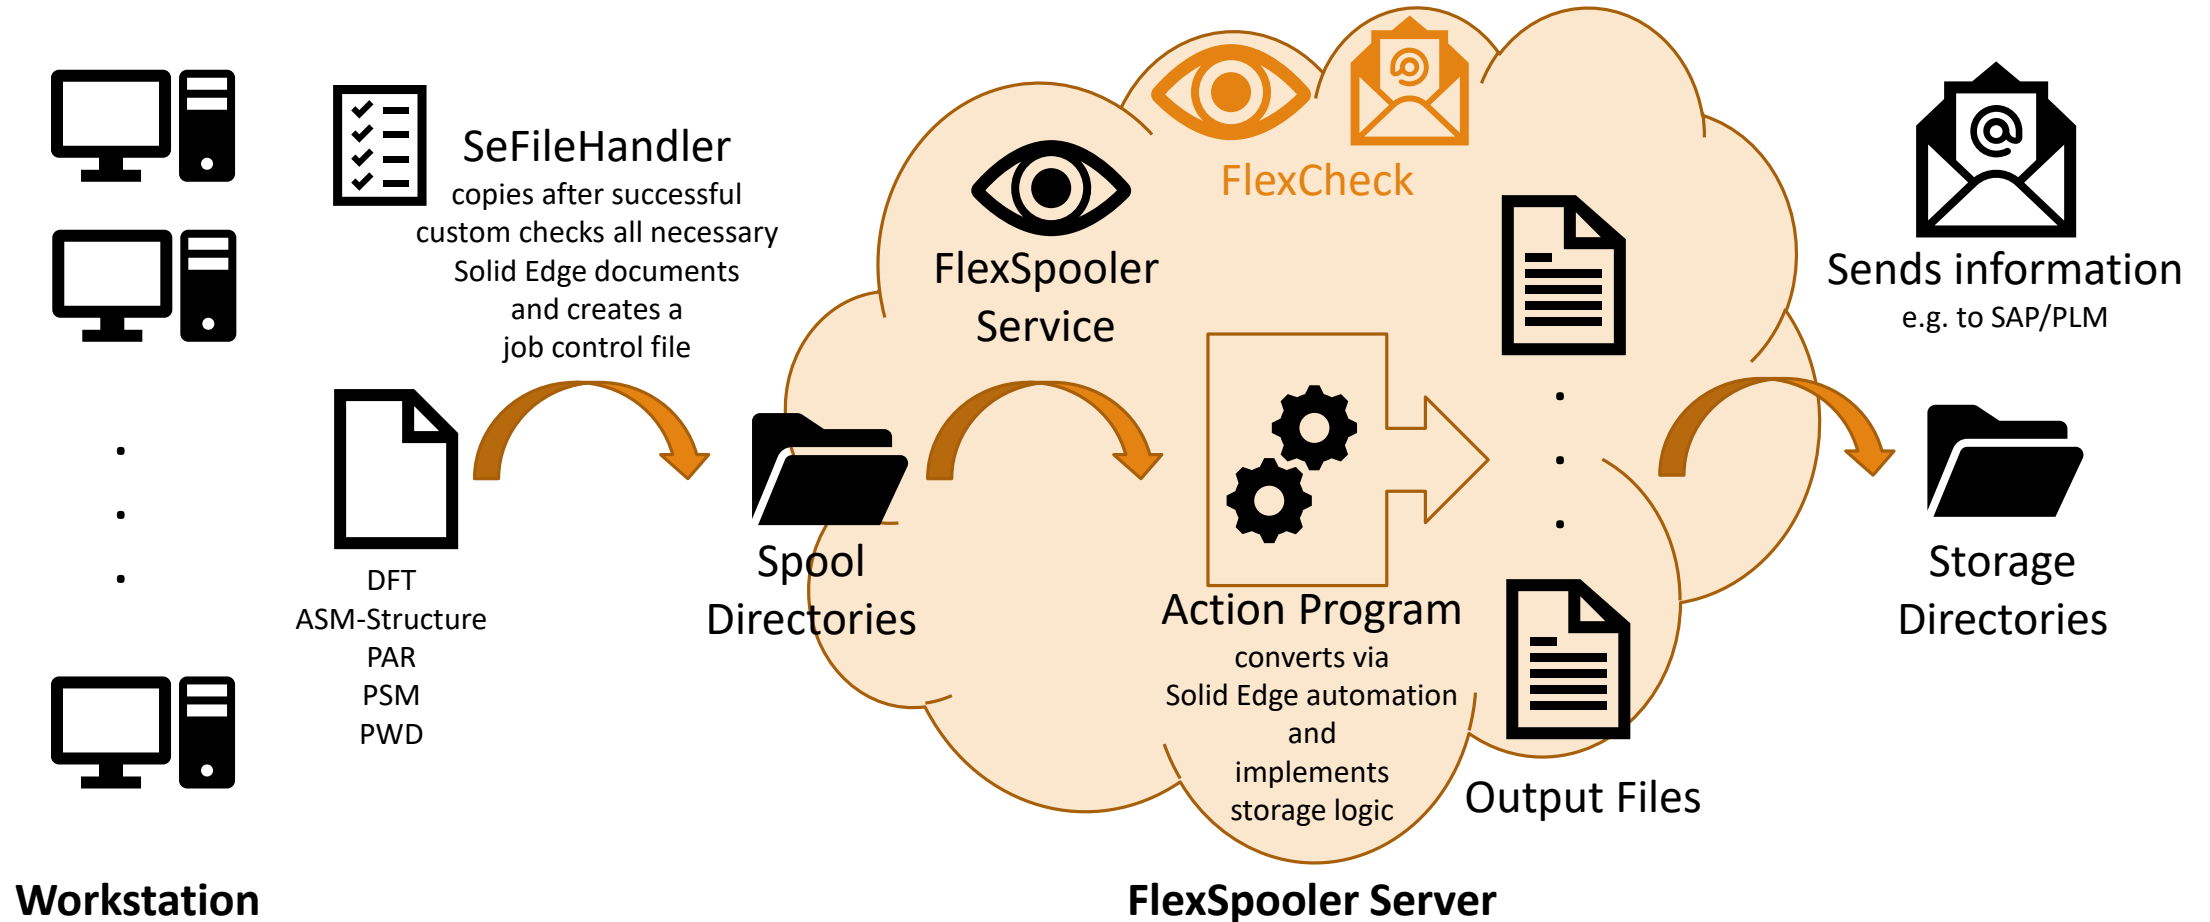 SeFileHandler
copies after successful
custom checks all necessary
Solid Edge documents
and creates a
job control file
DFT
ASM-Structure
PAR
PSM
PWD
Workstation
Spool
Directories
FlexSpooler
Service
FlexCheck
Action Program
converts via
Solid Edge automation
and
implements
storage logic
Output Files
FlexSpooler Server
Sends information
e.g. to SAP/PLM
Storage
Directories